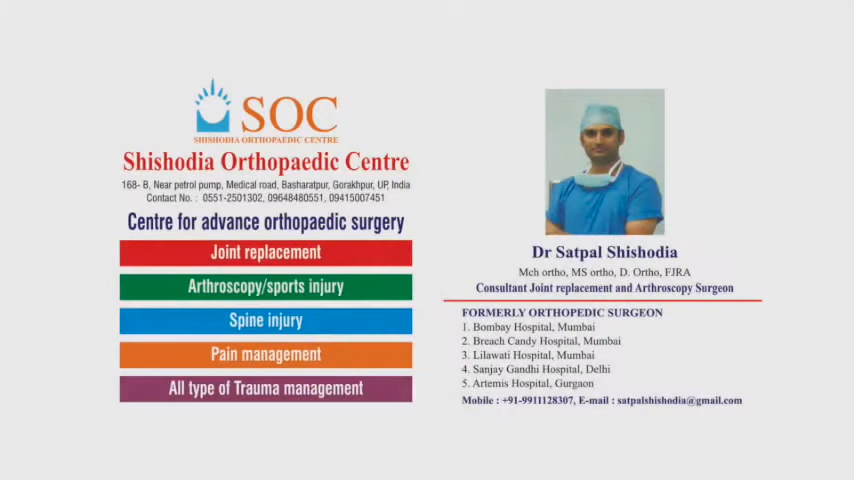 SOC
SHISHODIA ORTHOPAEDIC CENTRE
Shishodia Orthopaedic Centre
168- B, Near petrol pump, Medical road, Basharatpur, Gorakhpur, UP, India
Contact No. : 0551-2501302, 09648480551, 09415007451
Centre for advance orthopaedic surgery
Joint replacement
Arthroscopy/sports injury
Spine injury
Pain management
All type of Trauma management
Dr Satpal Shishodia
Mch ortho, MS ortho, D. Ortho, FJRA
Consultant Joint replacement and Arthroscopy Surgeon
FORMERLY ORTHOPEDIC SURGEON
1. Bombay Hospital, Mumbai
2. Breach Candy Hospital, Mumbai
3. Lilawati Hospital, Mumbai
4. Sanjay Gandhi Hospital, Delhi
5. Artemis Hospital, Gurgaon
Mobile : +91-9911128307, E-mail : satpalshishodia@gmail.com